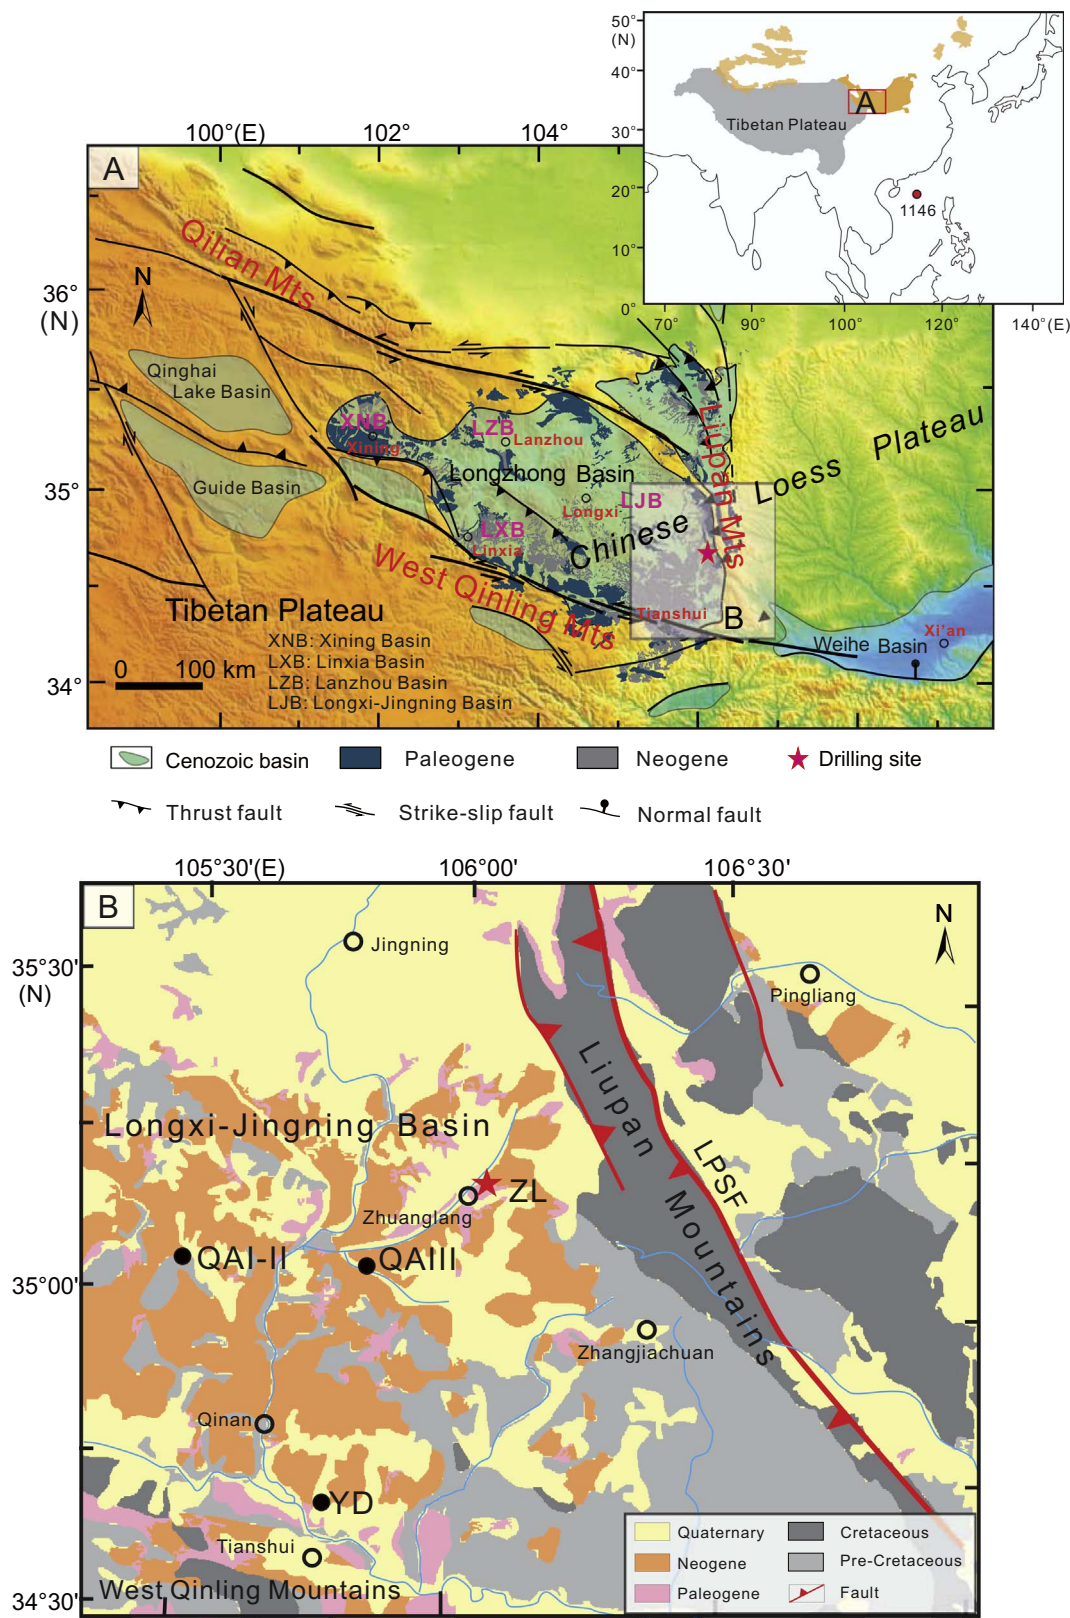 50°
(N)
40°
30°
20°
10°
0°
70°
90°
100°
120°
140°(E)
A
Tibetan Plateau
1146
100°(E)
102°
104°
A
36°
(N)
35°
34°
N
Qilian Mts
Qinghai
Lake Basin
Guide Basin
XNB
Xining
LZB
Lanzhou
Longzhong Basin
Longxi
LJB
LXB
Linxia
Liupan Mts
Chinese Loess Plateau
West Qinling Mts
Tianshui
B
Xi'an
Weihe Basin
Tibetan Plateau
XNB: Xining Basin
LXB: Linxia Basin
LZB: Lanzhou Basin
LJB: Longxi-Jingning Basin
0 100 km
Cenozoic basin
Paleogene
Neogene
Drilling site
Thrust fault
Strike-slip fault
Normal fault
105°30'(E)
106°00'
106°30'
B
N
35°30'
(N)
35°00'
34°30'
Jingning
Pingliang
Liupan Mountains
LPSF
Longxi-Jingning Basin
ZL
Zhuanglang
QAI-II
QAIII
Zhangjiachuan
Qinan
YD
Tianshui
West Qinling Mountains
Quaternary
Cretaceous
Neogene
Pre-Cretaceous
Paleogene
Fault